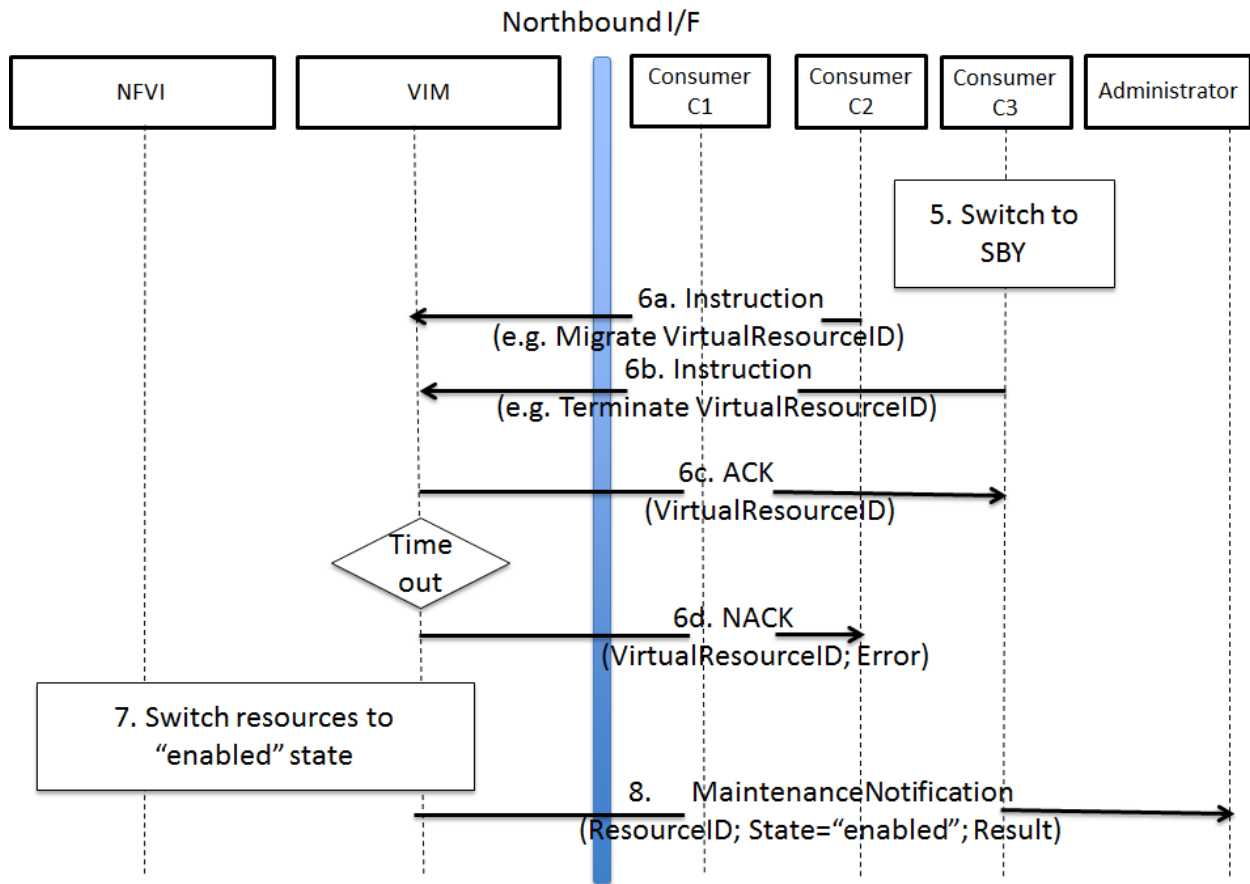 Northbound I/F
NFVI
VIM
Consumer
C1
Consumer
C2
Consumer
C3
Administrator
5. Switch to
SBY
6a. Instruction
(e.g. Migrate VirtualResourceID)
6b. Instruction
(e.g. Terminate VirtualResourceID)
6c. ACK
(VirtualResourceID)
Time
out
6d. NACK
(VirtualResourceID; Error)
7. Switch resources to
“enabled” state
8. MaintenanceNotification
(ResourceID; State=“enabled”; Result)